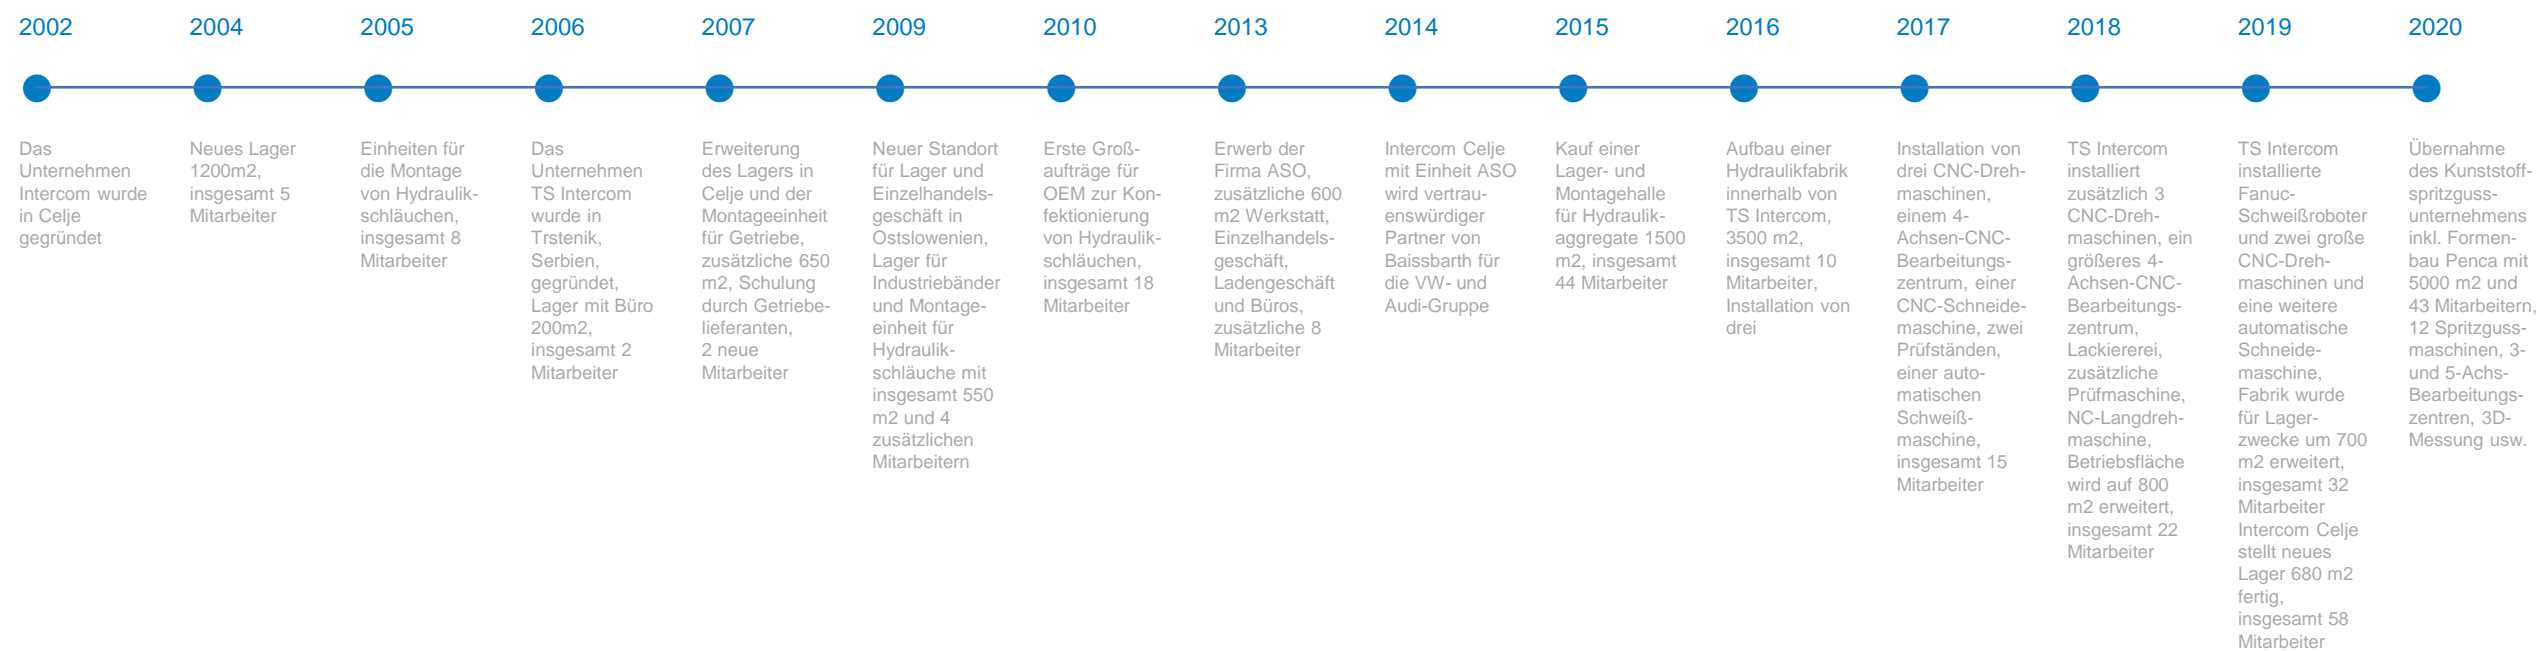 2002
Das
Unternehmen
Intercom wurde
in Celje
gegründet
2004
Neues Lager
1200m2,
insgesamt 5
Mitarbeiter
2005
Einheiten für
die Montage
von Hydraulik-
schläuchen,
insgesamt 8
Mitarbeiter
2006
Das
Unternehmen
TS Intercom
wurde in
Trstenik,
Serbien,
gegründet,
Lager mit Büro
200m2,
insgesamt 2
Mitarbeiter
2007
Erweiterung
des Lagers in
Celje und der
Montageeinheit
für Getriebe,
zusätzliche 650
m2, Schulung
durch Getriebe-
lieferanten,
2 neue
Mitarbeiter
2009
Neuer Standort
für Lager und
Einzelhandels-
geschäft in
Ostslowenien,
Lager für
Industriebänder
und Montage-
einheit für
Hydraulik-
schläuche mit
insgesamt 550
m2 und 4
zusätzlichen
Mitarbeitern
2010
Erste Groß-
aufträge für
OEM zur Kon-
fektionierung
von Hydraulik-
schläuchen,
insgesamt 18
Mitarbeiter
2013
Erwerb der
Firma ASO,
zusätzliche 600
m2 Werkstatt,
Einzelhandels-
geschäft,
Ladengeschäft
und Büros,
zusätzliche 8
Mitarbeiter
2014
Intercom Celje
mit Einheit ASO
wird vertrau-
enswürdiger
Partner von
Baissbarth für
die VW- und
Audi-Gruppe
2015
Kauf einer
Lager- und
Montagehalle
für Hydraulik-
aggregate 1500
m2, insgesamt
44 Mitarbeiter
2016
Aufbau einer
Hydraulikfabrik
innerhalb von
TS Intercom,
3500 m2,
insgesamt 10
Mitarbeiter,
Installation von
drei
2017
Installation von
drei CNC-Dreh-
maschinen,
einem 4-
Achsen-CNC-
Bearbeitungs-
zentrum, einer
CNC-Schneide-
maschine, zwei
Prüfständen,
einer auto-
matischen
Schweiß-
maschine,
insgesamt 15
Mitarbeiter
2018
TS Intercom
installiert
zusätzlich 3
CNC-Dreh-
maschinen, ein
größeres 4-
Achsen-CNC-
Bearbeitungs-
zentrum,
Lackiererei,
zusätzliche
Prüfmaschine,
NC-Langdreh-
maschine,
Betriebsfläche
wird auf 800
m2 erweitert,
insgesamt 22
Mitarbeiter
2019
TS Intercom
installierte
Fanuc-
Schweißroboter
und zwei große
CNC-Dreh-
maschinen und
eine weitere
automatische
Schneide-
maschine,
Fabrik wurde
für Lager-
zwecke um 700
m2 erweitert,
insgesamt 32
Mitarbeiter
Intercom Celje
stellt neues
Lager 680 m2
fertig,
insgesamt 58
Mitarbeiter
2020
Übernahme
des Kunststoff-
spritzguss-
unternehmens
inkl. Formen-
bau Penca mit
5000 m2 und
43 Mitarbeitern,
12 Spritzguss-
maschinen, 3-
und 5-Achs-
Bearbeitungs-
zentren, 3D-
Messung usw.